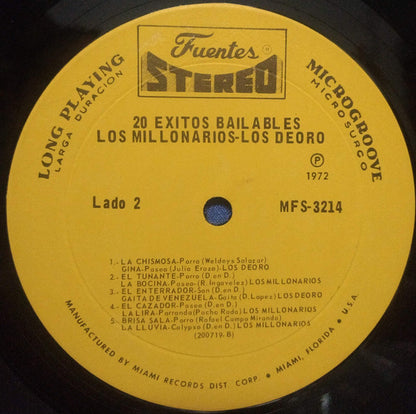 Fuentes
STEREO
LONG PLAYING
LARGA DURACION
MICROGROOVE
MICROSURCO
20 EXITOS BAILABLES
LOS MILLONARIOS-LOS DEORO
Ⓟ
1972
Lado 2
MFS-3214
1.- LA CHISMOSA-Porro (Weldnys Salazar)
GINA-Paseo (Julio Erazo)-LOS DEORO
2.- EL TUNANTE-Porro (D. en D.)
LA BOCINA-Paseo-(R. Ingaveles) LOS MILLONARIOS
3.- EL ENTERRADOR-Son (D. en D.)
GAITA DE VENEZUELA-Gaita (D. Lopez) LOS DEORO
4.- EL CAZADOR-Paseo (D. en D.)
LA LIRA-Parranda (Pocho Roda) LOS MILLONARIOS
5.- BRISA SALA-Porro (Rafael Campo Miranda)
LA LLUVIA-Calypso (D. en D.) LOS MILLONARIOS
(200719.B)
MANUFACTURED BY MIAMI RECORDS DIST. CORP. • MIAMI, FLORIDA • U.S.A.